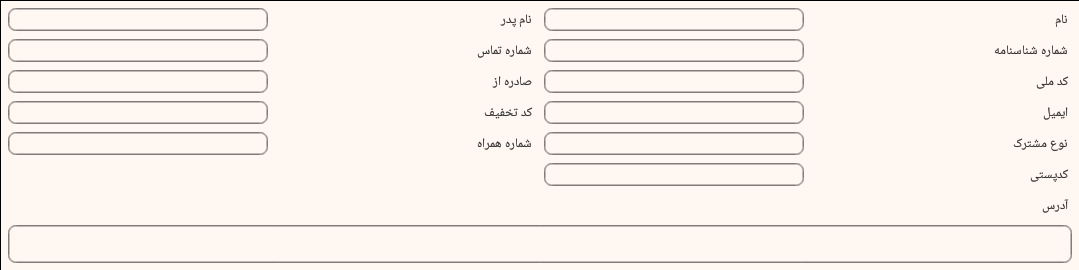 نام نام پدر
شماره شناسنامه شماره تماس
کد ملی صادره از
ایمیل کد تخفیف
نوع مشترک شماره همراه
کدپستی
آدرس